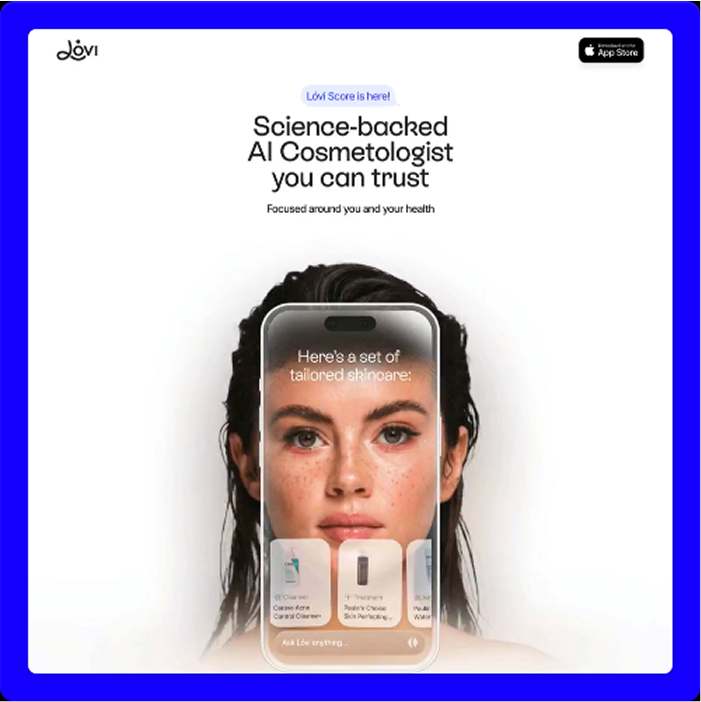 Lóvi
Download on the
App Store
Lóvi Score is here!
Science-backed
AI Cosmetologist
you can trust
Focused around you and your health
Here's a set of
tailored skincare:
Cleanser
Treatment
CeraVe Acne
Control Cleanser
Paula's Choice
Skin Perfecting...
Paula
Water
Ask Lóvi anything...